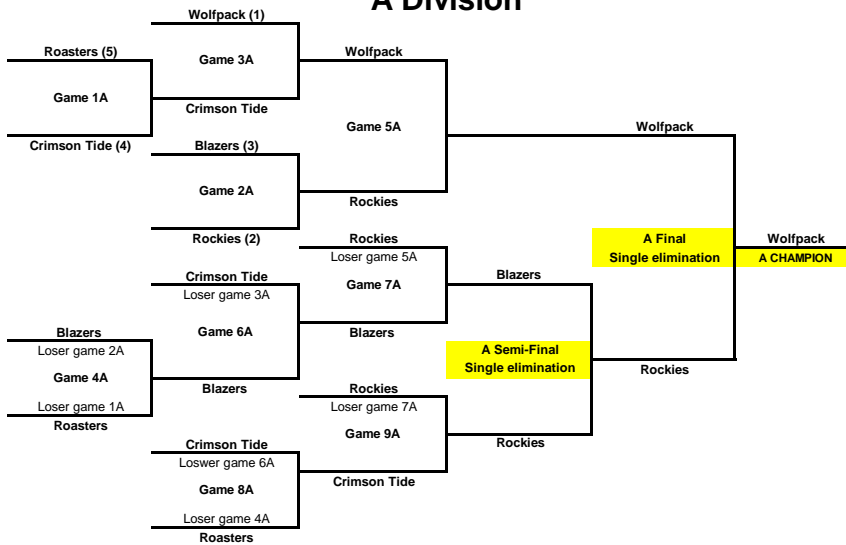 A Division
Wolfpack (1)
Roasters (5)
Game 3A
Wolfpack
Game 1A
Crimson Tide
Game 5A
Wolfpack
Crimson Tide (4)
Blazers (3)
Game 2A
Rockies
Rockies (2)
Rockies
A Final
Wolfpack
Loser game 5A
Single elimination
A CHAMPION
Crimson Tide
Blazers
Loser game 3A
Game 7A
Blazers
Game 6A
Blazers
Loser game 2A
A Semi-Final
Game 4A
Single elimination
Rockies
Blazers
Rockies
Loser game 1A
Loser game 7A
Roasters
Game 9A
Crimson Tide
Rockies
Loswer game 6A
Game 8A
Crimson Tide
Loser game 4A
Roasters